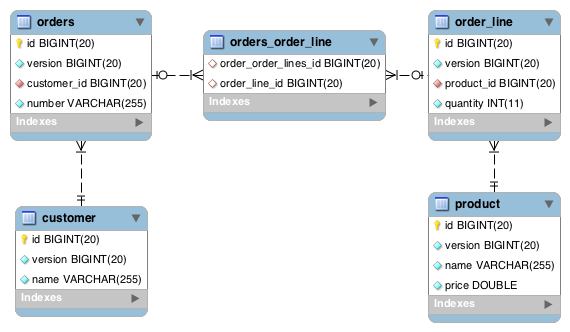 orders
id BIGINT(20)
version BIGINT(20)
customer_id BIGINT(20)
number VARCHAR(255)
Indexes
orders_order_line
order_order_lines_id BIGINT(20)
order_line_id BIGINT(20)
Indexes
order_line
id BIGINT(20)
version BIGINT(20)
product_id BIGINT(20)
quantity INT(11)
Indexes
customer
id BIGINT(20)
version BIGINT(20)
name VARCHAR(255)
Indexes
product
id BIGINT(20)
version BIGINT(20)
name VARCHAR(255)
price DOUBLE
Indexes